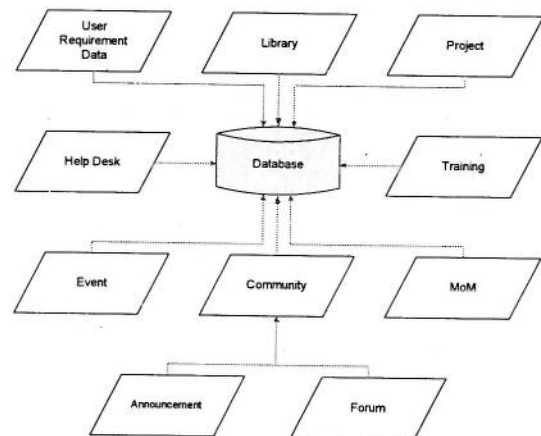 User
Requirement
Data
Library
Project
Help Desk
Database
Training
Event
Community
MoM
Announcement
Forum